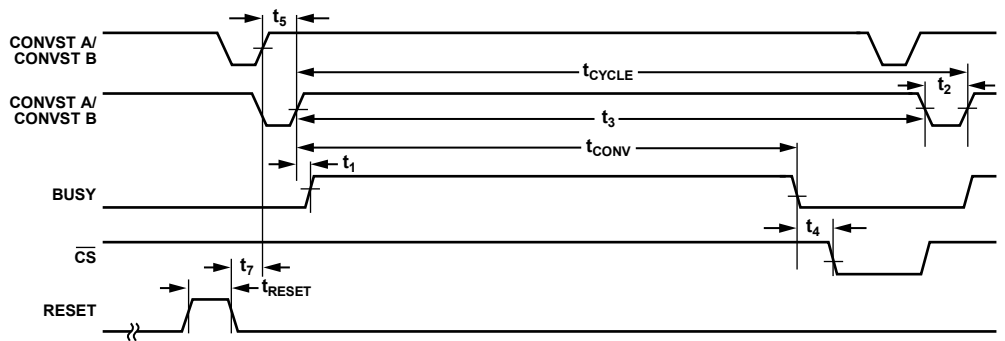 t5
CONVST A/
CONVST B
tCYCLE
CONVST A/
CONVST B
t2
t3
tCONV
t1
BUSY
t4
CS
t7
tRESET
RESET